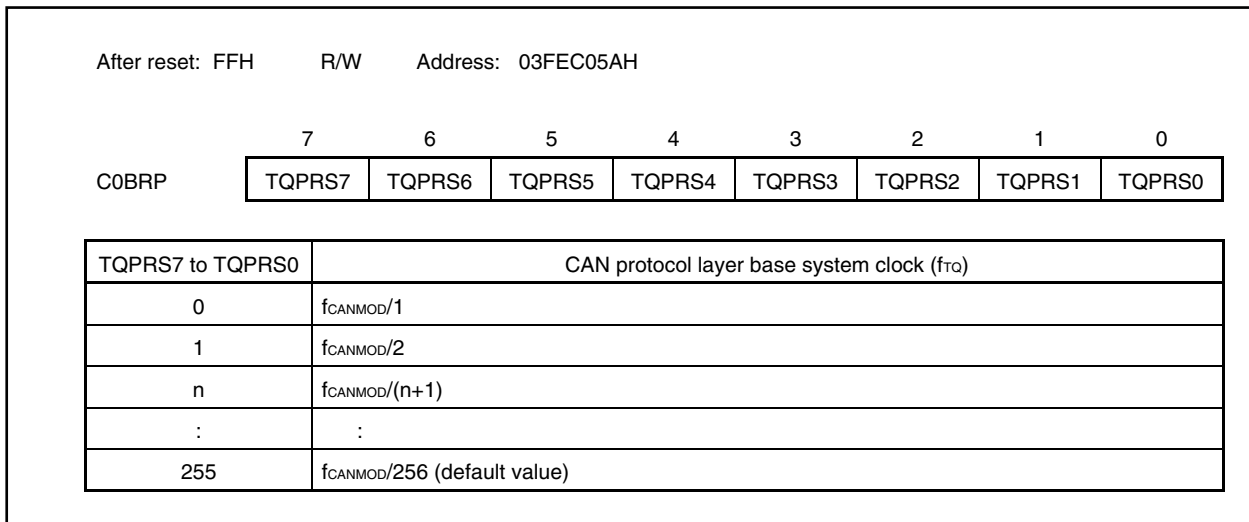 After reset: FFH R/W Address: 03FEC05AH
7 6 5 4 3 2 1 0
C0BRP TQPRS7 TQPRS6 TQPRS5 TQPRS4 TQPRS3 TQPRS2 TQPRS1 TQPRS0
TQPRS7 to TQPRS0 CAN protocol layer base system clock (fTQ)
0 fCANMOD/1
1 fCANMOD/2
n fCANMOD/(n+1)
: :
255 fCANMOD/256 (default value)